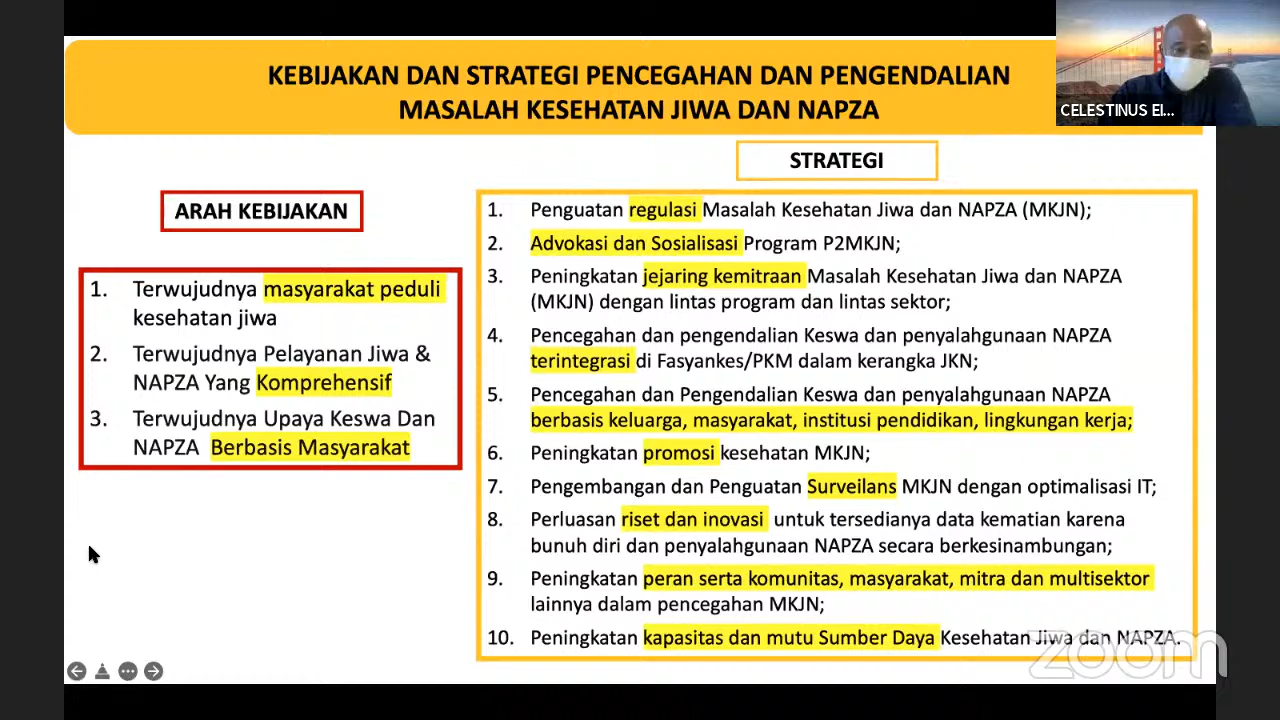 KEBIJAKAN DAN STRATEGI PENCEGAHAN DAN PENGENDALIAN
MASALAH KESEHATAN JIWA DAN NAPZA
CELESTINUS EI...
ARAH KEBIJAKAN
1. Terwujudnya masyarakat peduli
kesehatan jiwa
2. Terwujudnya Pelayanan Jiwa &
NAPZA Yang Komprehensif
3. Terwujudnya Upaya Keswa Dan
NAPZA Berbasis Masyarakat
STRATEGI
1. Penguatan regulasi Masalah Kesehatan Jiwa dan NAPZA (MKJN);
2. Advokasi dan Sosialisasi Program P2MKJN;
3. Peningkatan jejaring kemitraan Masalah Kesehatan Jiwa dan NAPZA
(MKJN) dengan lintas program dan lintas sektor;
4. Pencegahan dan pengendalian Keswa dan penyalahgunaan NAPZA
terintegrasi di Fasyankes/PKM dalam kerangka JKN;
5. Pencegahan dan Pengendalian Keswa dan penyalahgunaan NAPZA
berbasis keluarga, masyarakat, institusi pendidikan, lingkungan kerja;
6. Peningkatan promosi kesehatan MKJN;
7. Pengembangan dan Penguatan Surveilans MKJN dengan optimalisasi IT;
8. Perluasan riset dan inovasi untuk tersedianya data kematian karena
bunuh diri dan penyalahgunaan NAPZA secara berkesinambungan;
9. Peningkatan peran serta komunitas, masyarakat, mitra dan multisektor
lainnya dalam pencegahan MKJN;
10. Peningkatan kapasitas dan mutu Sumber Daya Kesehatan Jiwa dan NAPZA.
zoom